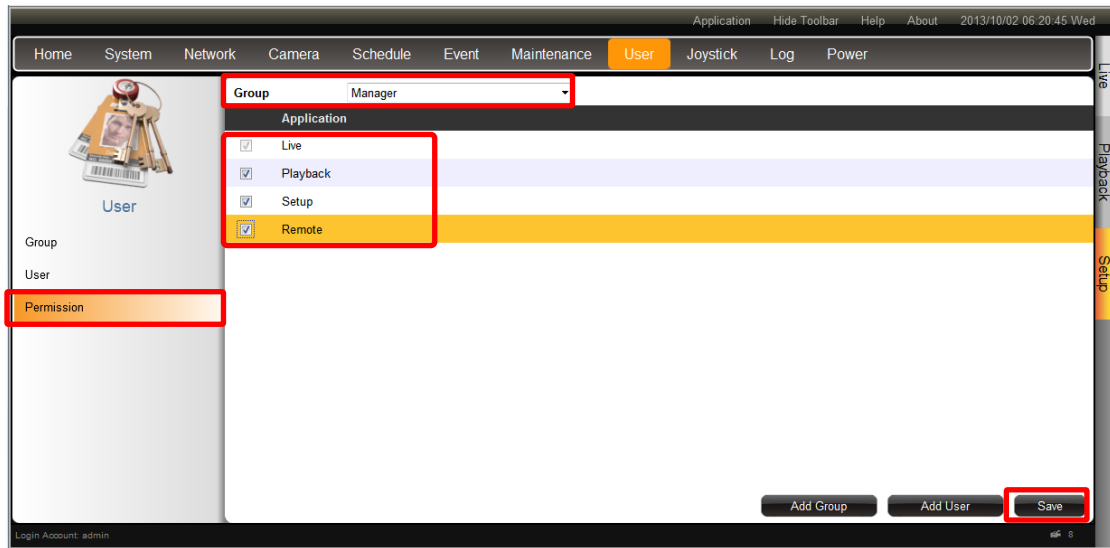 Application Hide Toolbar Help About 2013/10/02 06:20:45 Wed
Home System Network Camera Schedule Event Maintenance User Joystick Log Power
Live
Playback
Setup
User
Group
User
Permission
Group Manager
Application
Live
Playback
Setup
Remote
Add Group Add User Save
Login Account: admin 8